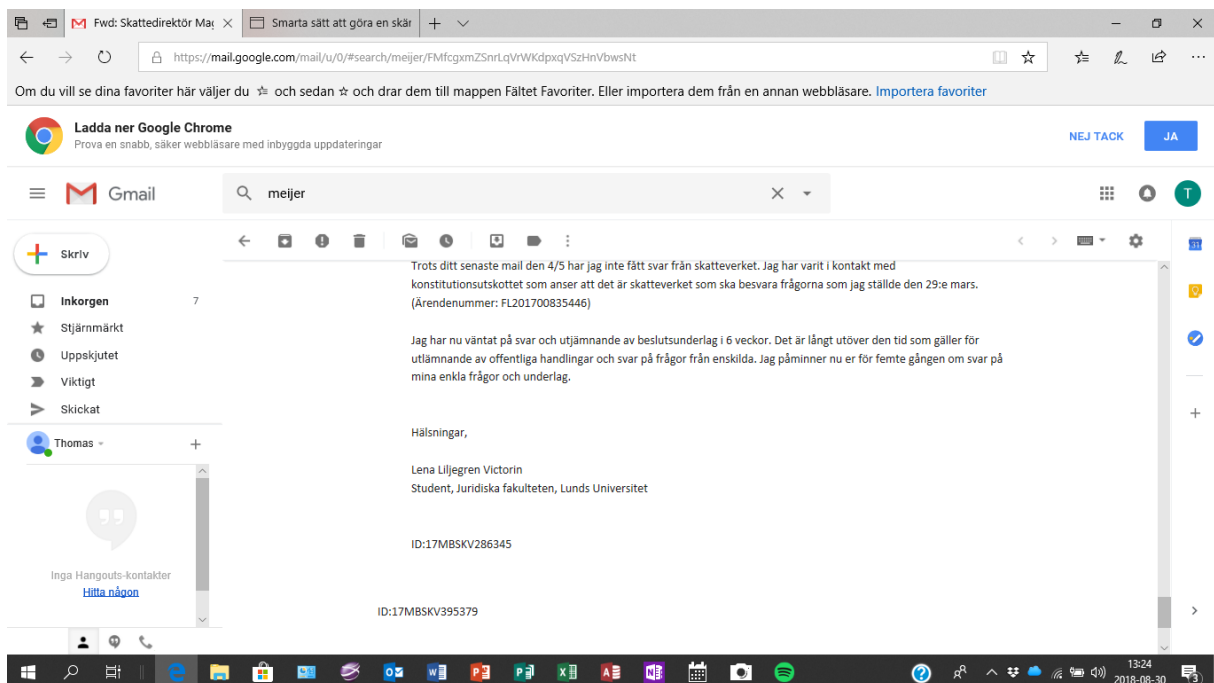 Fwd: Skattedirektör Mag
Smarta sätt att göra en skär
https://mail.google.com/mail/u/0/#search/meijer/FMfcgxmZSnrLqVrWKdpxqVSzHnVbwsNt
Om du vill se dina favoriter här väljer du och sedan och drar dem till mappen Fältet Favoriter. Eller importera dem från en annan webbläsare. Importera favoriter
Ladda ner Google Chrome
Prova en snabb, säker webbläsare med inbyggda uppdateringar
NEJ TACK
JA
Gmail
meijer
T
Skriv
Inkorgen 7
Stjärnmärkt
Uppskjutet
Viktigt
Skickat
Thomas
Inga Hangouts-kontakter
Hitta någon
Trots ditt senaste mail den 4/5 har jag inte fått svar från skatteverket. Jag har varit i kontakt med
konstitutionsutskottet som anser att det är skatteverket som ska besvara frågorna som jag ställde den 29:e mars.
(Ärendenummer: FL201700835446)
Jag har nu väntat på svar och utjämnande av beslutsunderlag i 6 veckor. Det är långt utöver den tid som gäller för
utlämnande av offentliga handlingar och svar på frågor från enskilda. Jag påminner nu er för femte gången om svar på
mina enkla frågor och underlag.
Hälsningar,
Lena Liljegren Victorin
Student, Juridiska fakulteten, Lunds Universitet
ID:17MBSKV286345
ID:17MBSKV395379
31
13:24
2018-08-30
3